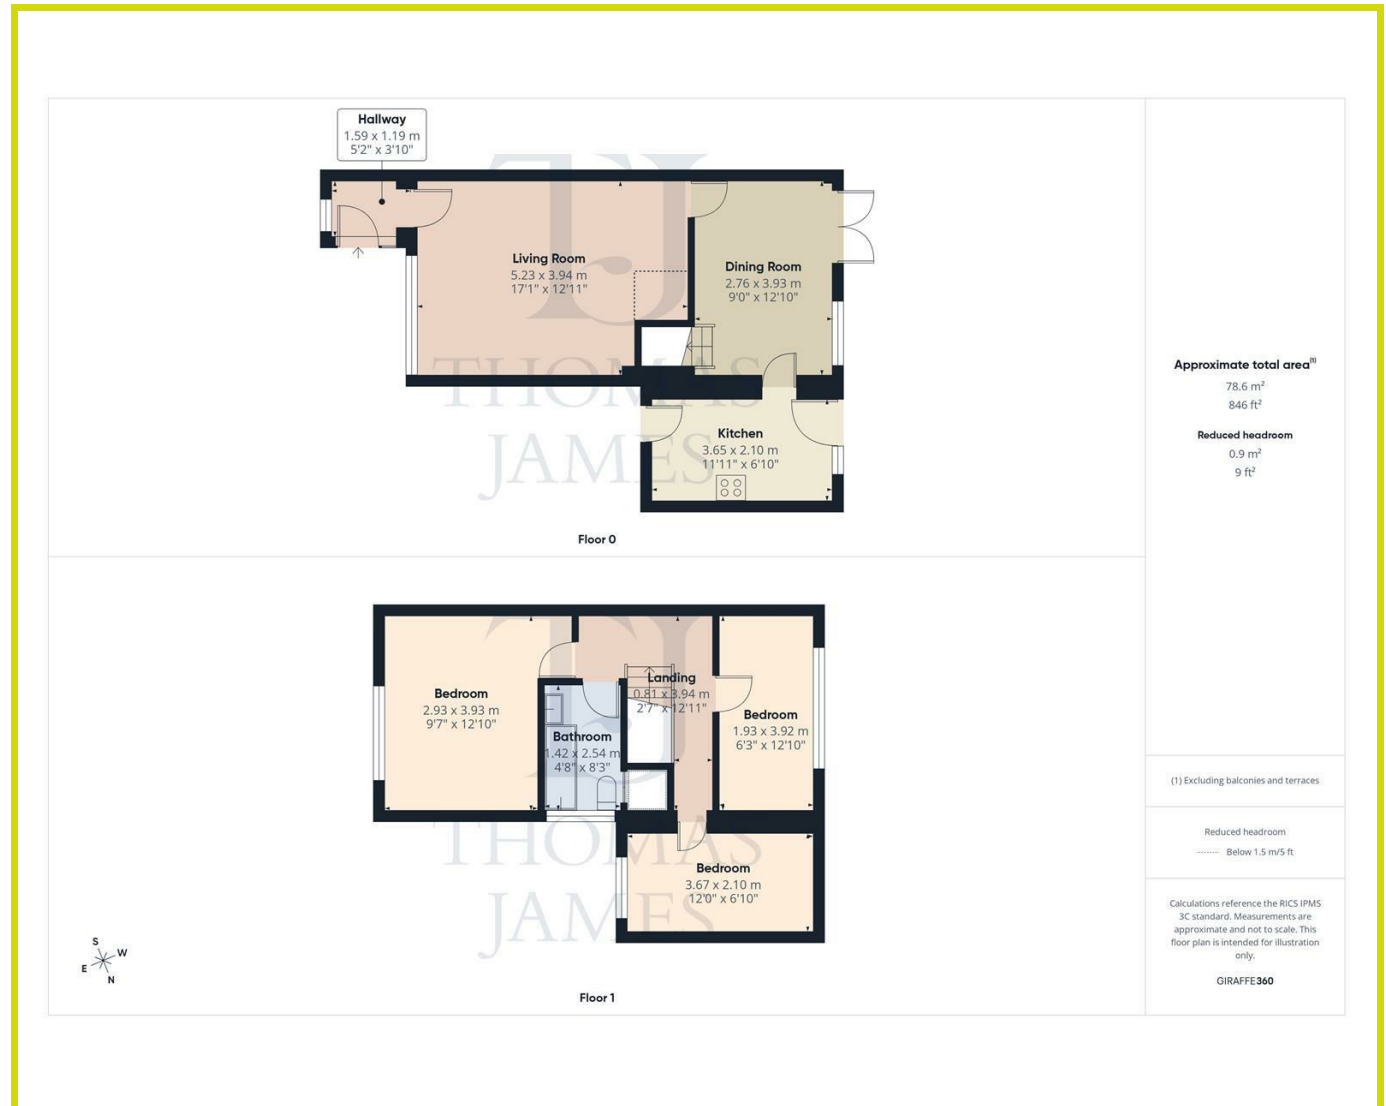 Hallway
1.59 x 1.19 m
5'2" x 3'10"
Living Room
5.23 x 3.94 m
17'1" x 12'11"
Dining Room
2.76 x 3.93 m
9'0" x 12'10"
Kitchen
3.65 x 2.10 m
11'11" x 6'10"
TJ
THOMAS
JAMES
Floor 0
Bedroom
2.93 x 3.93 m
9'7" x 12'10"
Landing
0.81 x 3.94 m
2'7" x 12'11"
Bathroom
1.42 x 2.54 m
4'8" x 8'3"
Bedroom
1.93 x 3.92 m
6'3" x 12'10"
Bedroom
3.67 x 2.10 m
12'0" x 6'10"
TJ
THOMAS
JAMES
S
W
E
N
Floor 1
Approximate total area(1)
78.6 m²
846 ft²
Reduced headroom
0.9 m²
9 ft²
(1) Excluding balconies and terraces
Reduced headroom
Below 1.5 m/5 ft
Calculations reference the RICS IPMS
3C standard. Measurements are
approximate and not to scale. This
floor plan is intended for illustration
only.
GIRAFFE360